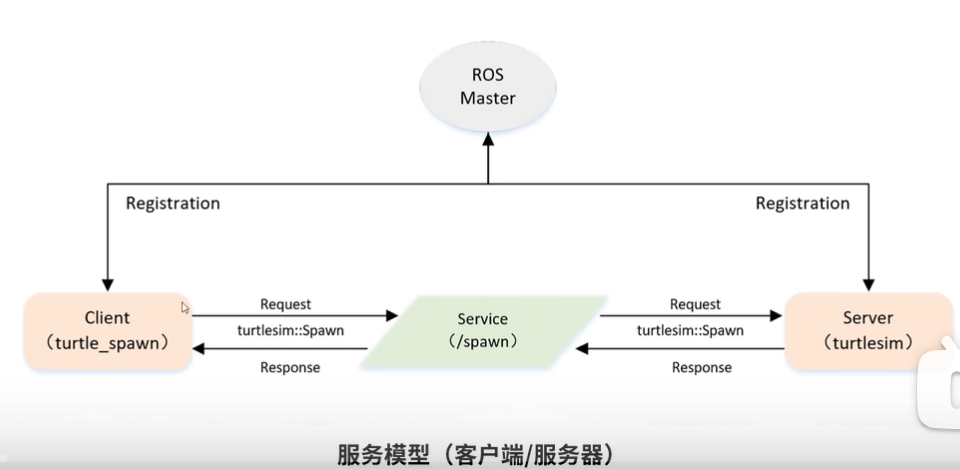 ROS
Master
Registration
Registration
Client
（turtle_spawn）
Request
turtlesim::Spawn
Response
Service
（/spawn）
Request
turtlesim::Spawn
Response
Server
（turtlesim）
服务模型（客户端/服务器）